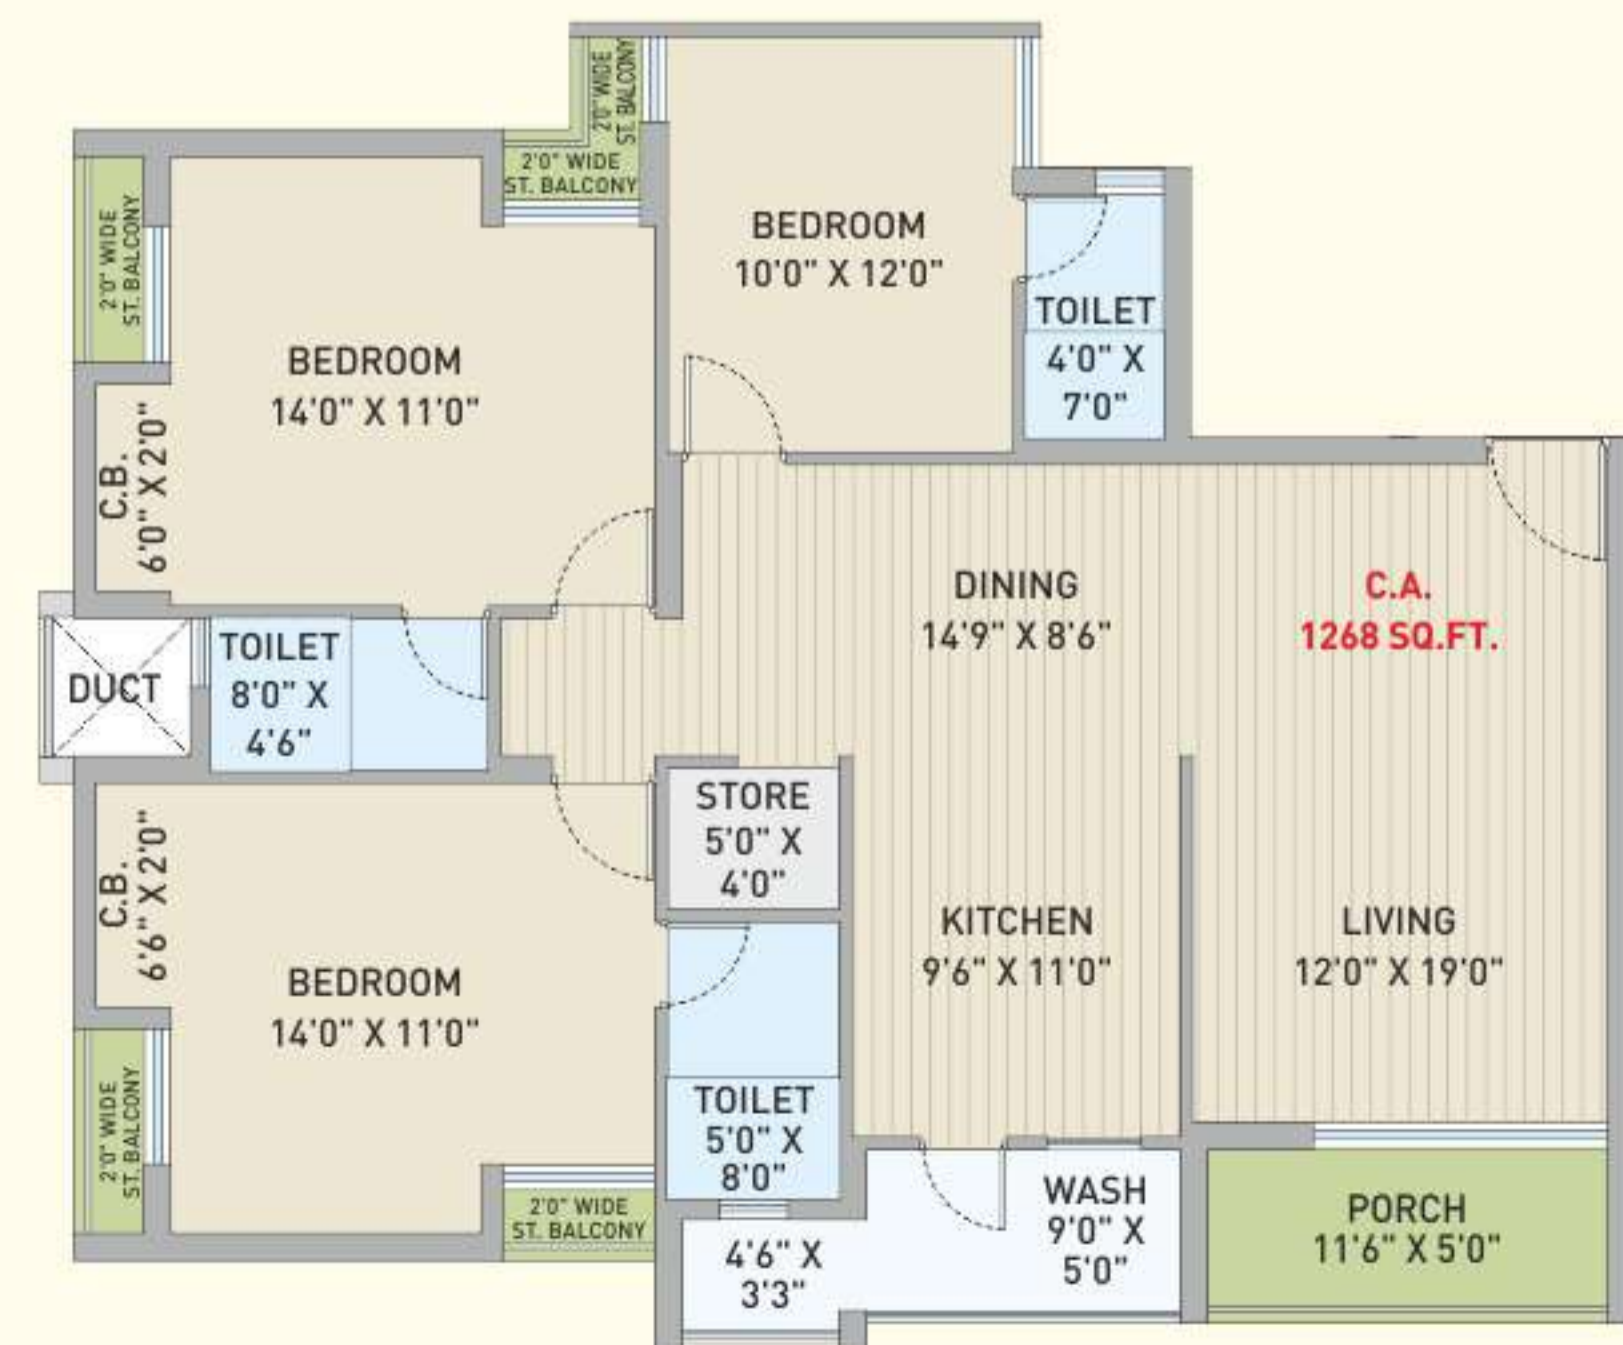 2'0" WIDE
ST. BALCONY
2'0" WIDE
ST. BALCONY
2'0" WIDE
ST. BALCONY
BEDROOM
10'0" X 12'0"
TOILET
4'0" X
7'0"
BEDROOM
14'0" X 11'0"
C.B.
6'0" X 2'0"
DINING
14'9" X 8'6"
C.A.
1268 SQ.FT.
DUCT
TOILET
8'0" X
4'6"
STORE
5'0" X
4'0"
C.B.
6'6" X 2'0"
BEDROOM
14'0" X 11'0"
KITCHEN
9'6" X 11'0"
LIVING
12'0" X 19'0"
TOILET
5'0" X
8'0"
2'0" WIDE
ST. BALCONY
2'0" WIDE
ST. BALCONY
4'6" X
3'3"
WASH
9'0" X
5'0"
PORCH
11'6" X 5'0"